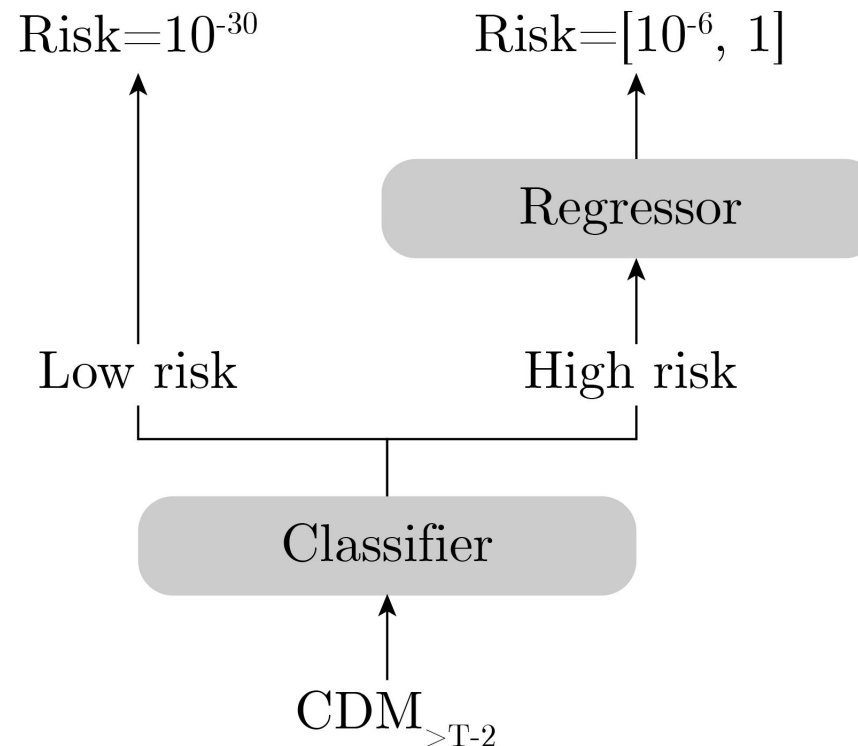 Risk=10⁻³⁰
Risk=[10⁻⁶, 1]
Regressor
Low risk
High risk
Classifier
CDM>T-2